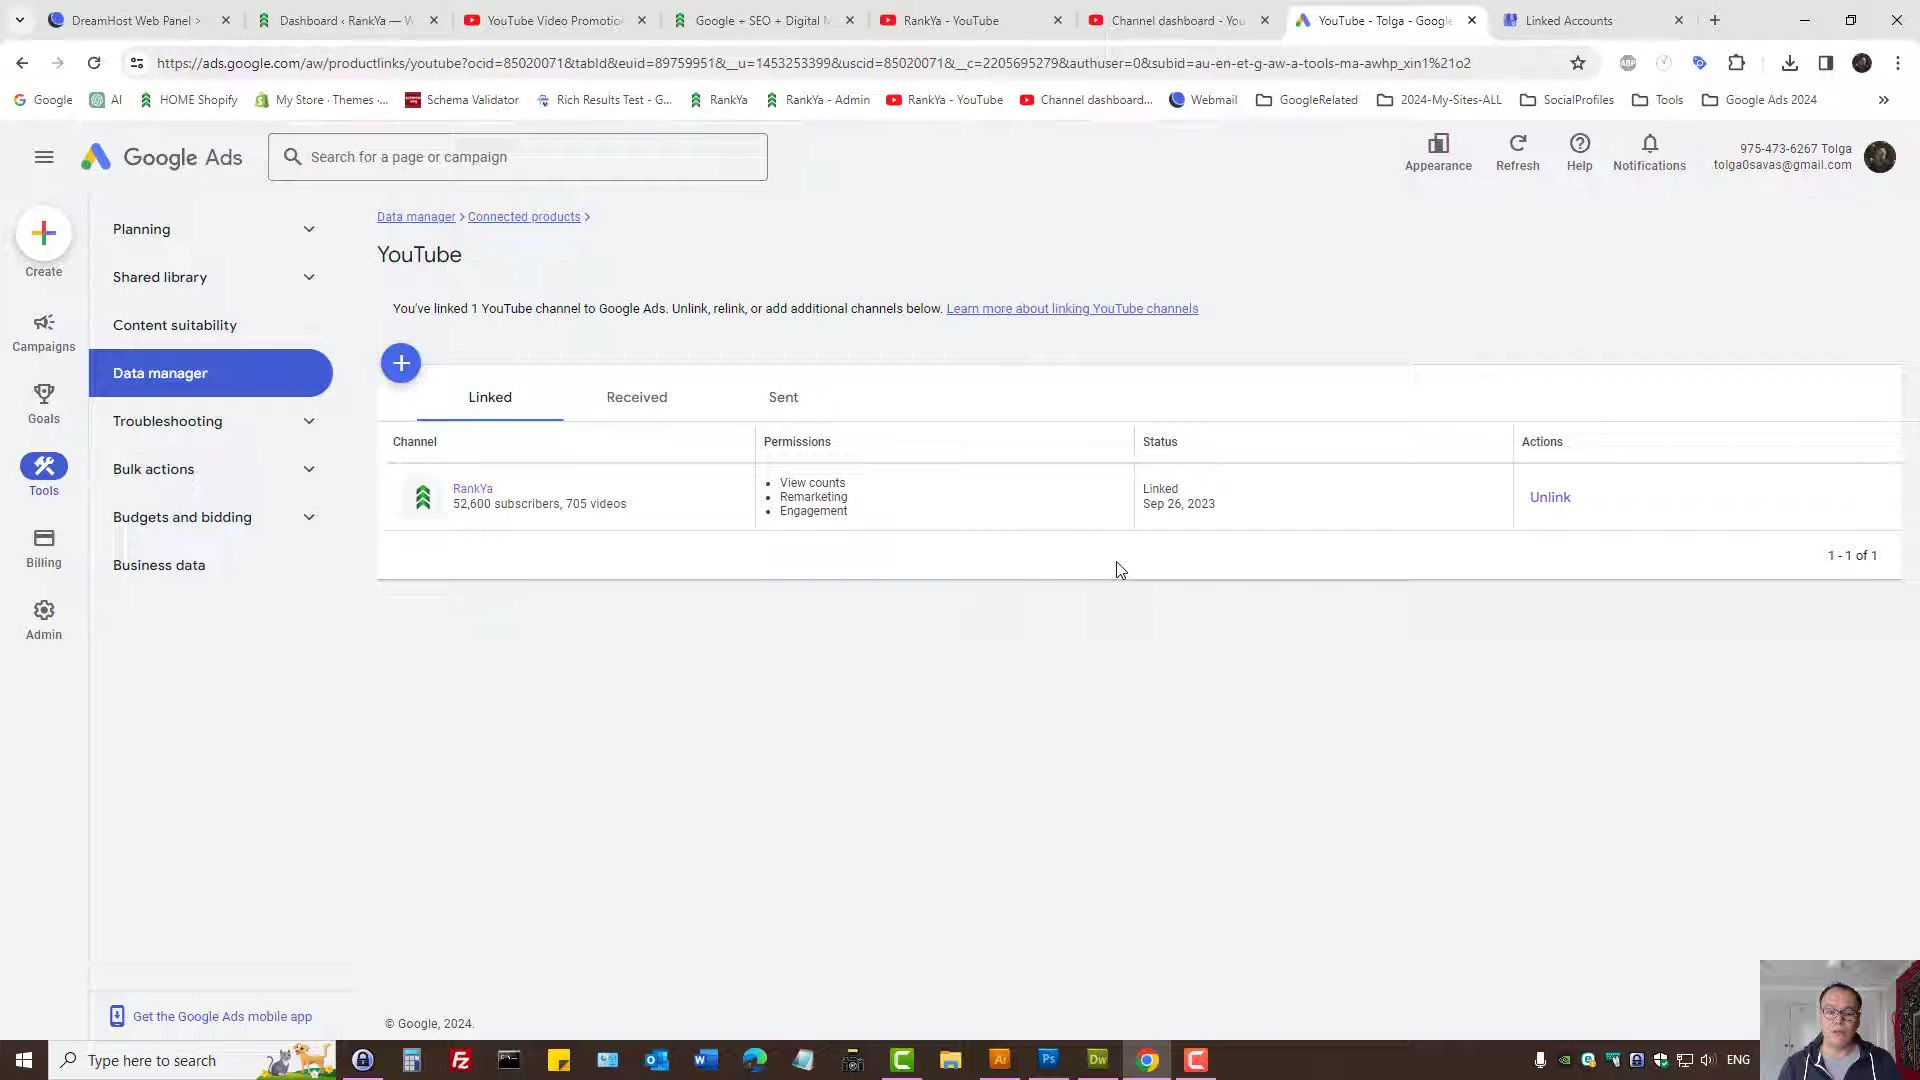 DreamHost Web Panel >
Dashboard ‹ RankYa — W
YouTube Video Promotio
Google + SEO + Digital M
RankYa - YouTube
Channel dashboard - You
YouTube - Tolga - Google
Linked Accounts
https://ads.google.com/aw/productlinks/youtube?ocid=85020071&tabId&euid=89759951&__u=1453253399&uscid=85020071&__c=2205695279&authuser=0&subid=au-en-et-g-aw-a-tools-ma-awhp_xin1%21o2
ABP
Google
AI
HOME Shopify
My Store · Themes ·...
Schema Validator
Rich Results Test - G...
RankYa
RankYa - Admin
RankYa - YouTube
Channel dashboard...
Webmail
GoogleRelated
2024-My-Sites-ALL
SocialProfiles
Tools
Google Ads 2024
Google Ads
Search for a page or campaign
Appearance
Refresh
Help
Notifications
975-473-6267 Tolga
tolga0savas@gmail.com
Create
Campaigns
Goals
Tools
Billing
Admin
Planning
Shared library
Content suitability
Data manager
Troubleshooting
Bulk actions
Budgets and bidding
Business data
Get the Google Ads mobile app
Data manager > Connected products >
YouTube
You've linked 1 YouTube channel to Google Ads. Unlink, relink, or add additional channels below. Learn more about linking YouTube channels
Linked
Received
Sent
Channel
Permissions
Status
Actions
RankYa
52,600 subscribers, 705 videos
• View counts
• Remarketing
• Engagement
Linked
Sep 26, 2023
Unlink
1 - 1 of 1
© Google, 2024.
Type here to search
Fz
Ai
Ps
Dw
ENG